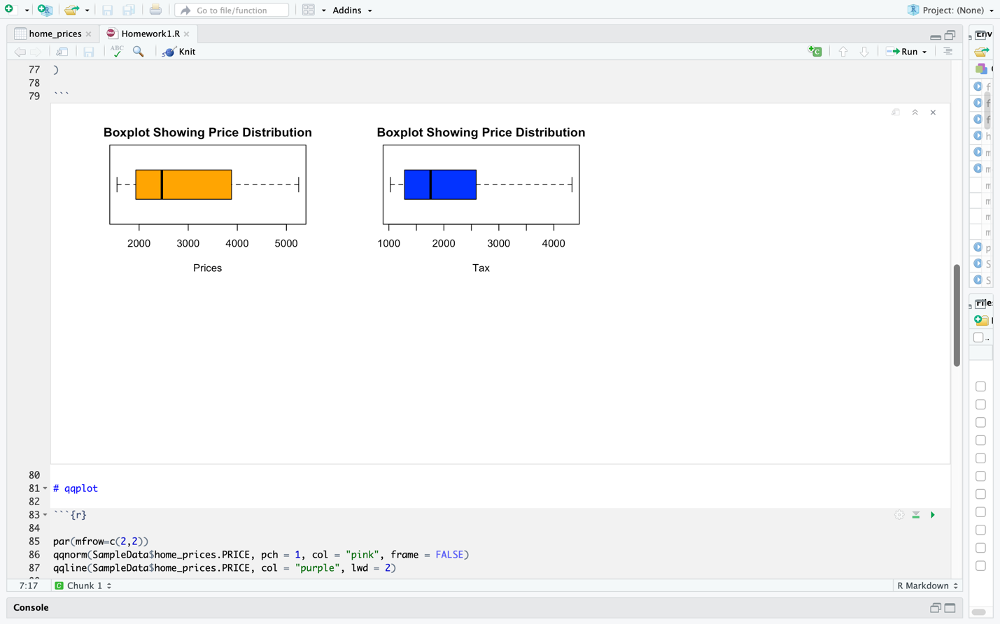 Go to file/function
Addins
Project: (None)
home_prices
Homework1.R
ABC
Knit
Run
77 )
78
79 ```
Boxplot Showing Price Distribution
Boxplot Showing Price Distribution
2000 3000 4000 5000
1000 2000 3000 4000
Prices
Tax
80
81 # qqplot
82
83 ```{r}
84
85 par(mfrow=c(2,2))
86 qqnorm(SampleData$home_prices.PRICE, pch = 1, col = "pink", frame = FALSE)
87 qqline(SampleData$home_prices.PRICE, col = "purple", lwd = 2)
7:17
C Chunk 1
R Markdown
Console
Env
f
f
f
h
m
m
m
m
m
m
p
S
S
File
..